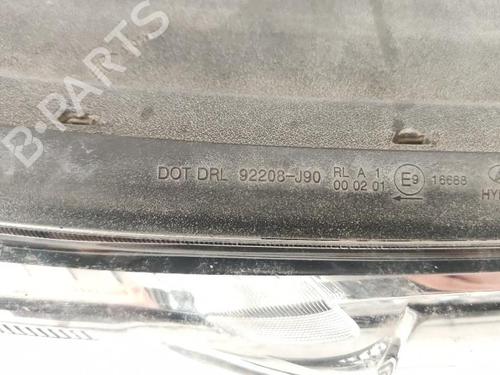 B-PARTS
DOT DRL 92208-J90 RL A 1 E9 16668
00 02 01
HY